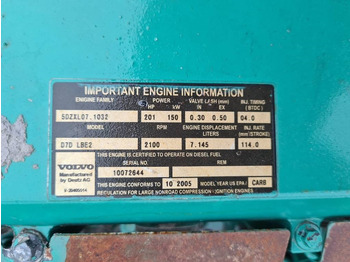 IMPORTANT ENGINE INFORMATION
ENGINE FAMILY POWER VALVE LASH (mm) INJ. TIMING
HP kW IN EX (BTDC)
5DZXL07.1032 201 150 0.30 0.50 04.0
MODEL RPM ENGINE DISPLACEMENT INJ. RATE
LITERS (mm³/STROKE)
D7D LBE2 2100 7.145 114.0
THIS ENGINE IS CERTIFIED TO OPERATE ON DIESEL FUEL
SERIAL NO.
VOLVO 10072644
Manufactured
by Deutz AG
THIS ENGINE CONFORMS TO 10 2005 MODEL YEAR US EPA/ CARB
REGULATIONS FOR LARGE NONROAD COMPRESSION - IGNITION ENGINES